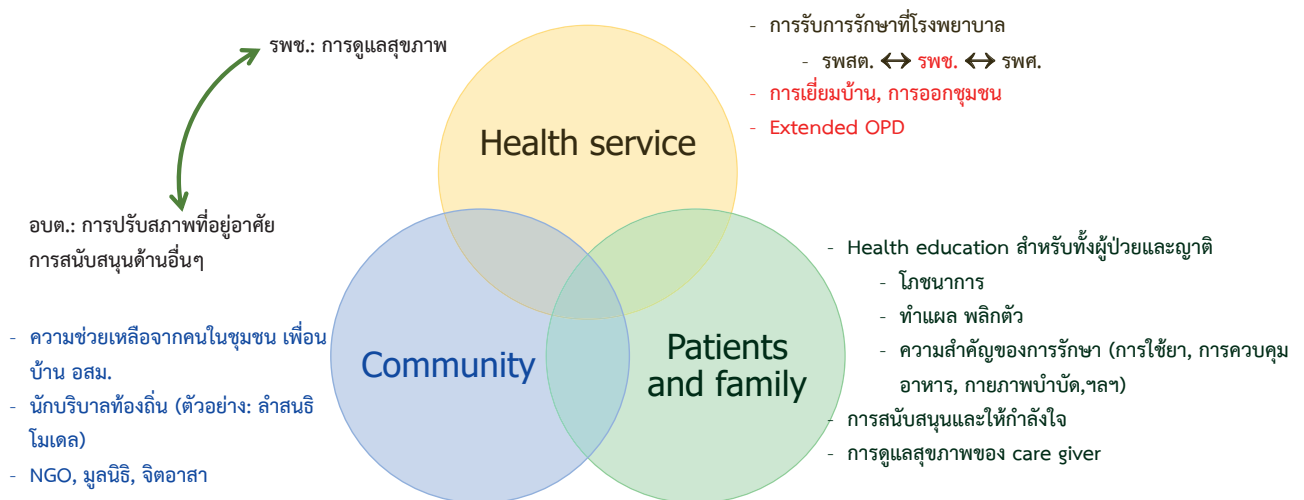 รพช.: การดูแลสุขภาพ
อบต.: การปรับสภาพที่อยู่อาศัย
การสนับสนุนด้านอื่นๆ
- การรับการรักษาที่โรงพยาบาล
- รพสต. ↔ รพช. ↔ รพศ.
- การเยี่ยมบ้าน, การออกชุมชน
- Extended OPD
Health service
Community
Patients
and family
- ความช่วยเหลือจากคนในชุมชน เพื่อน
บ้าน อสม.
- นักบริบาลท้องถิ่น (ตัวอย่าง: ลำสนธิ
โมเดล)
- NGO, มูลนิธิ, จิตอาสา
- Health education สำหรับทั้งผู้ป่วยและญาติ
- โภชนาการ
- ทำแผล พลิกตัว
- ความสำคัญของการรักษา (การใช้ยา, การควบคุม
อาหาร, กายภาพบำบัด,ฯลฯ)
- การสนับสนุนและให้กำลังใจ
- การดูแลสุขภาพของ care giver